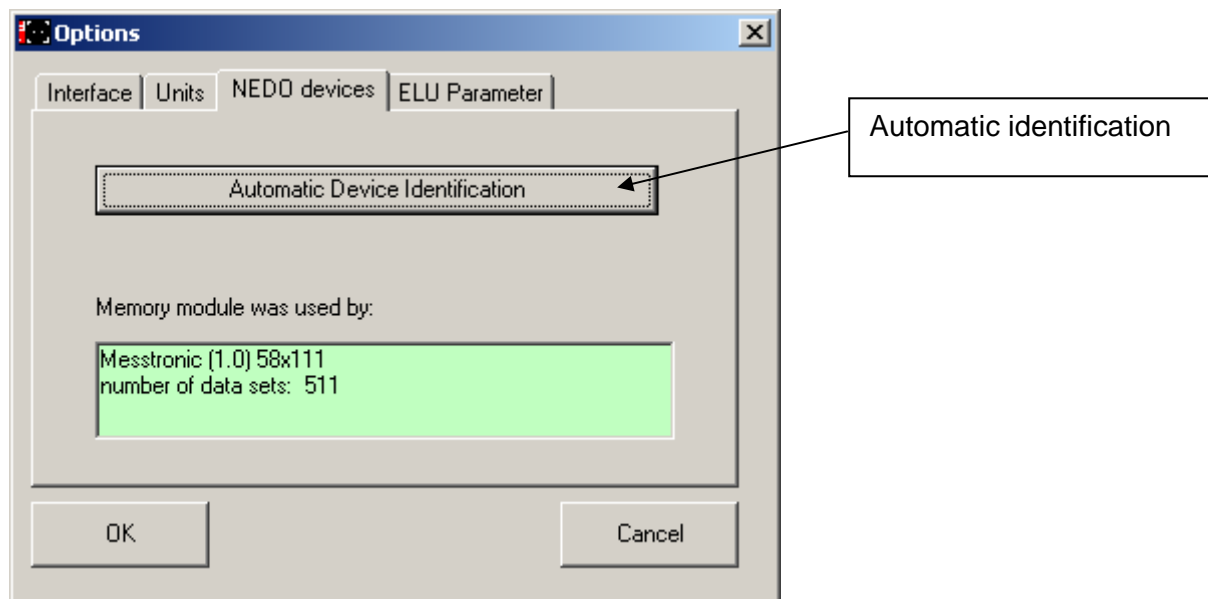 Options
Interface Units NEDO devices ELU Parameter
Automatic identification
Automatic Device Identification
Memory module was used by:
Messtronic (1.0) 58x111
number of data sets:  511
OK Cancel